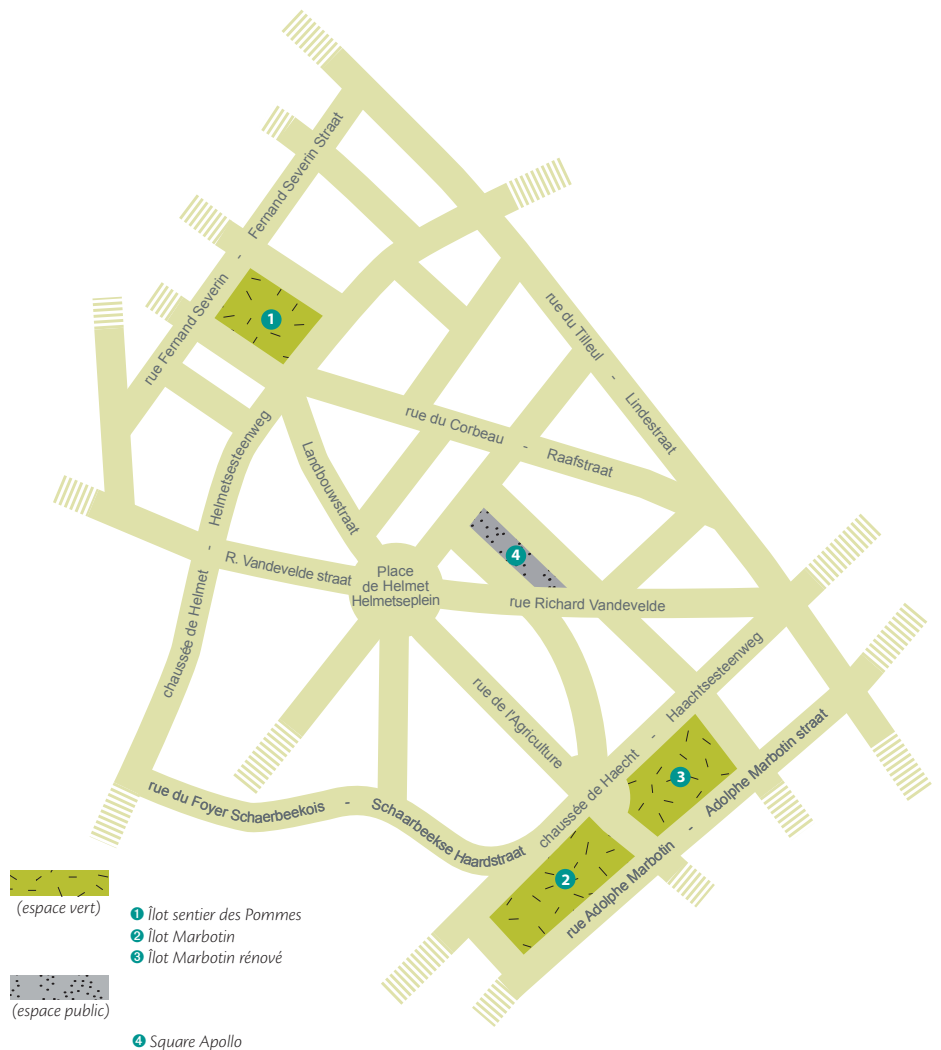 rue Fernand Severin - Fernand Severin Straat
1
rue du Tilleul - Lindestraat
rue du Corbeau - Raafstraat
chaussée de Helmet - Helmetsesteenweg
Landbouwstraat
4
R. Vandevelde straat
Place
de Helmet
Helmetseplein
rue Richard Vandevelde
rue de l'Agriculture
chaussée de Haecht - Haachtsesteenweg
3
rue du Foyer Schaerbeekois - Schaarbeekse Haardstraat
2
rue Adolphe Marbotin - Adolphe Marbotin straat
(espace vert)
1 Îlot sentier des Pommes
2 Îlot Marbotin
3 Îlot Marbotin rénové
(espace public)
4 Square Apollo